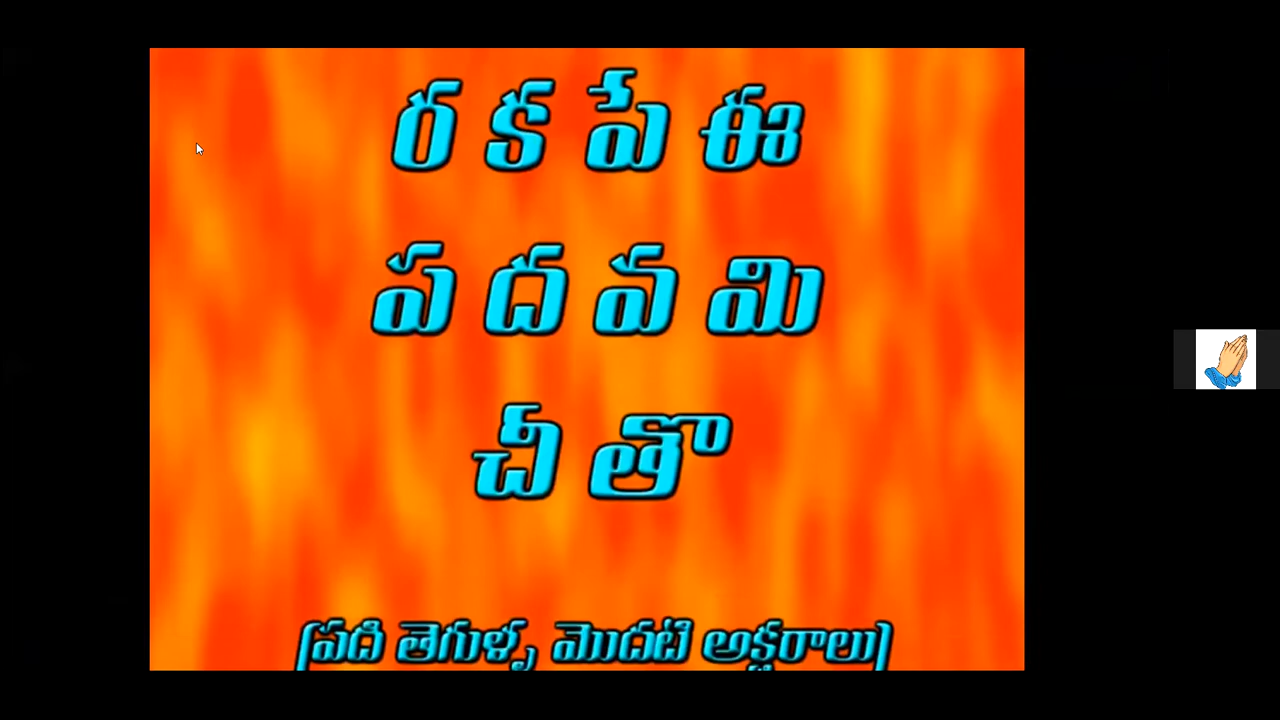 ర క పే ఈ
ప ద వ మి
చీ తొ
(పది తెగుళ్ళ మొదటి అక్షరాలు)